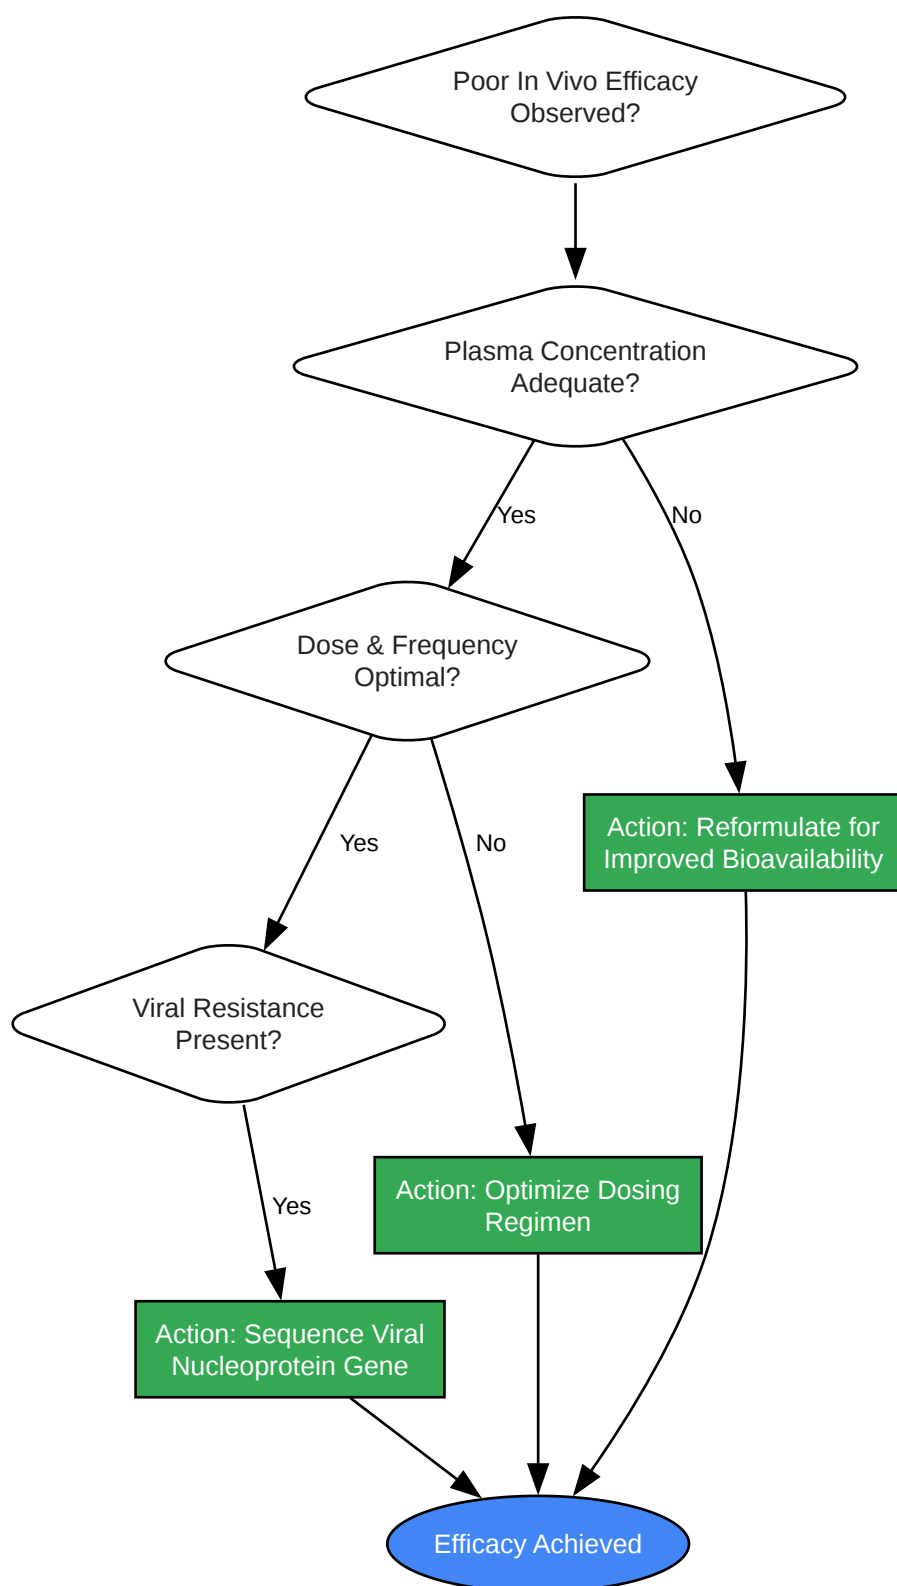 Poor In Vivo Efficacy
Observed?
Plasma Concentration
Adequate?
Yes
No
Dose & Frequency
Optimal?
Yes
No
Action: Reformulate for
Improved Bioavailability
Viral Resistance
Present?
Yes
Action: Optimize Dosing
Regimen
Action: Sequence Viral
Nucleoprotein Gene
Efficacy Achieved